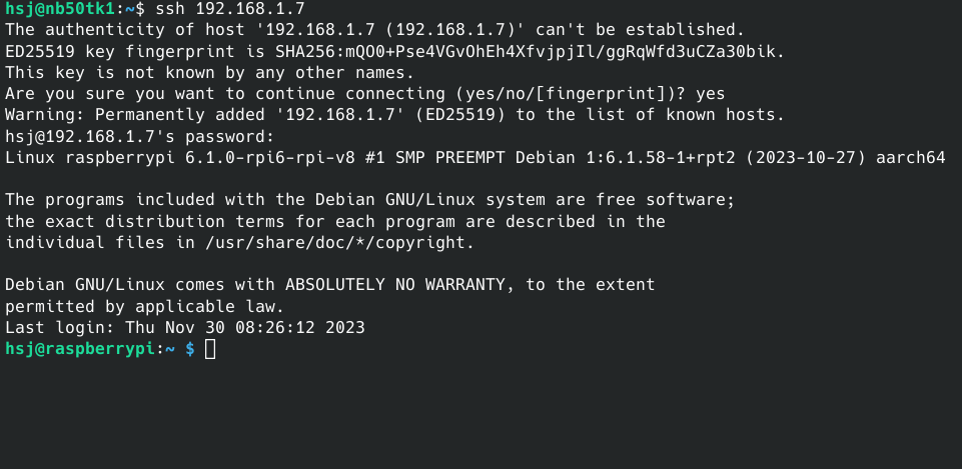 hsj@nb50tk1:~$ ssh 192.168.1.7
The authenticity of host '192.168.1.7 (192.168.1.7)' can't be established.
ED25519 key fingerprint is SHA256:mQO0+Pse4VGvOhEh4XfvjpjIl/ggRqWfd3uCZa30bik.
This key is not known by any other names.
Are you sure you want to continue connecting (yes/no/[fingerprint])? yes
Warning: Permanently added '192.168.1.7' (ED25519) to the list of known hosts.
hsj@192.168.1.7's password:
Linux raspberrypi 6.1.0-rpi6-rpi-v8 #1 SMP PREEMPT Debian 1:6.1.58-1+rpt2 (2023-10-27) aarch64
The programs included with the Debian GNU/Linux system are free software;
the exact distribution terms for each program are described in the
individual files in /usr/share/doc/*/copyright.
Debian GNU/Linux comes with ABSOLUTELY NO WARRANTY, to the extent
permitted by applicable law.
Last login: Thu Nov 30 08:26:12 2023
hsj@raspberrypi:~ $